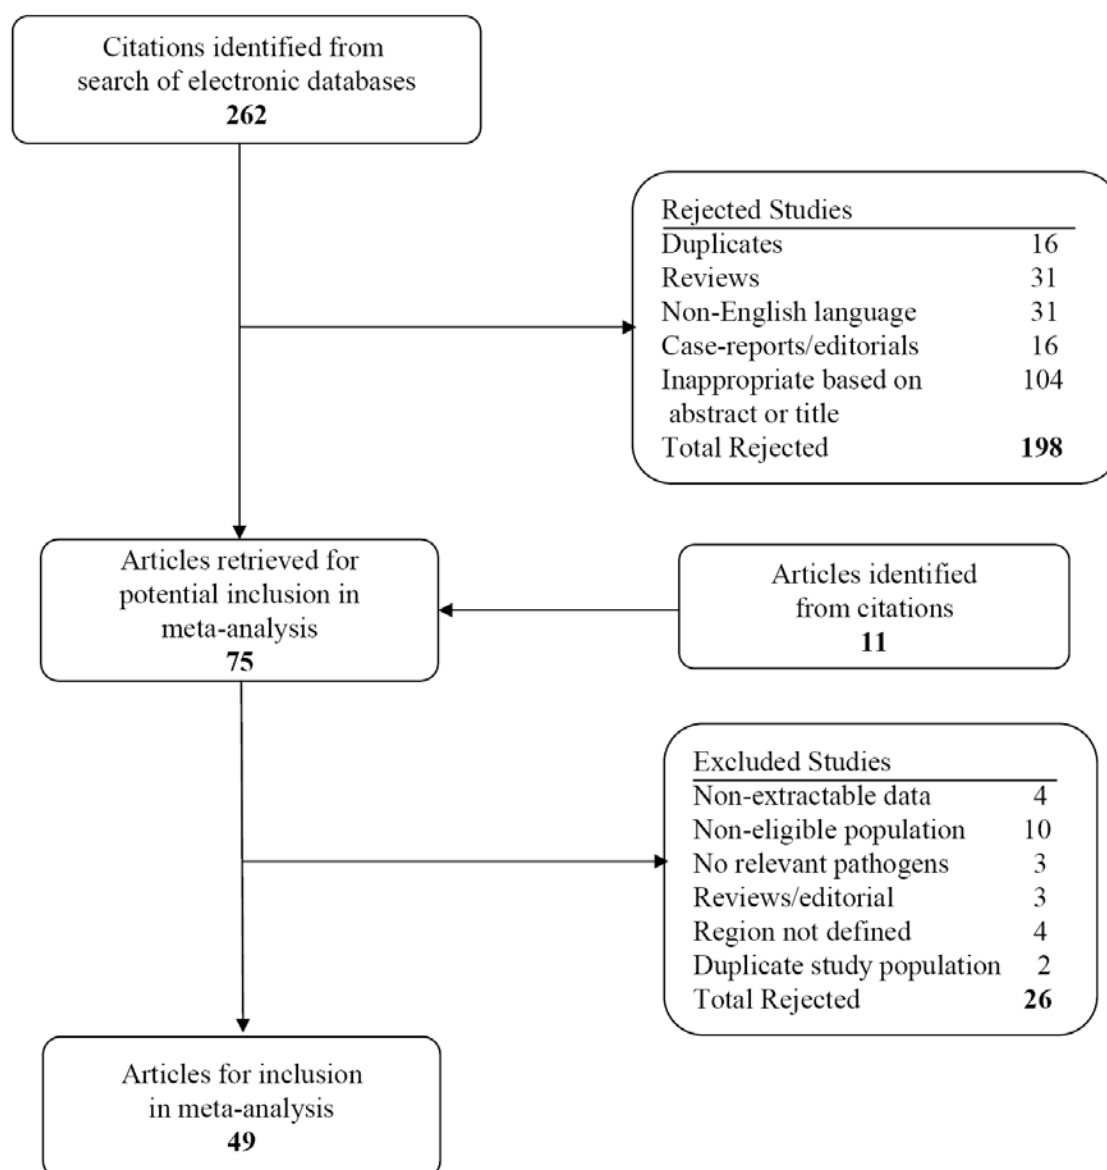 Citations identified from
search of electronic databases
262
Rejected Studies
Duplicates 16
Reviews 31
Non-English language 31
Case-reports/editorials 16
Inappropriate based on 104
abstract or title
Total Rejected 198
Articles retrieved for
potential inclusion in
meta-analysis
75
Articles identified
from citations
11
Excluded Studies
Non-extractable data 4
Non-eligible population 10
No relevant pathogens 3
Reviews/editorial 3
Region not defined 4
Duplicate study population 2
Total Rejected 26
Articles for inclusion
in meta-analysis
49